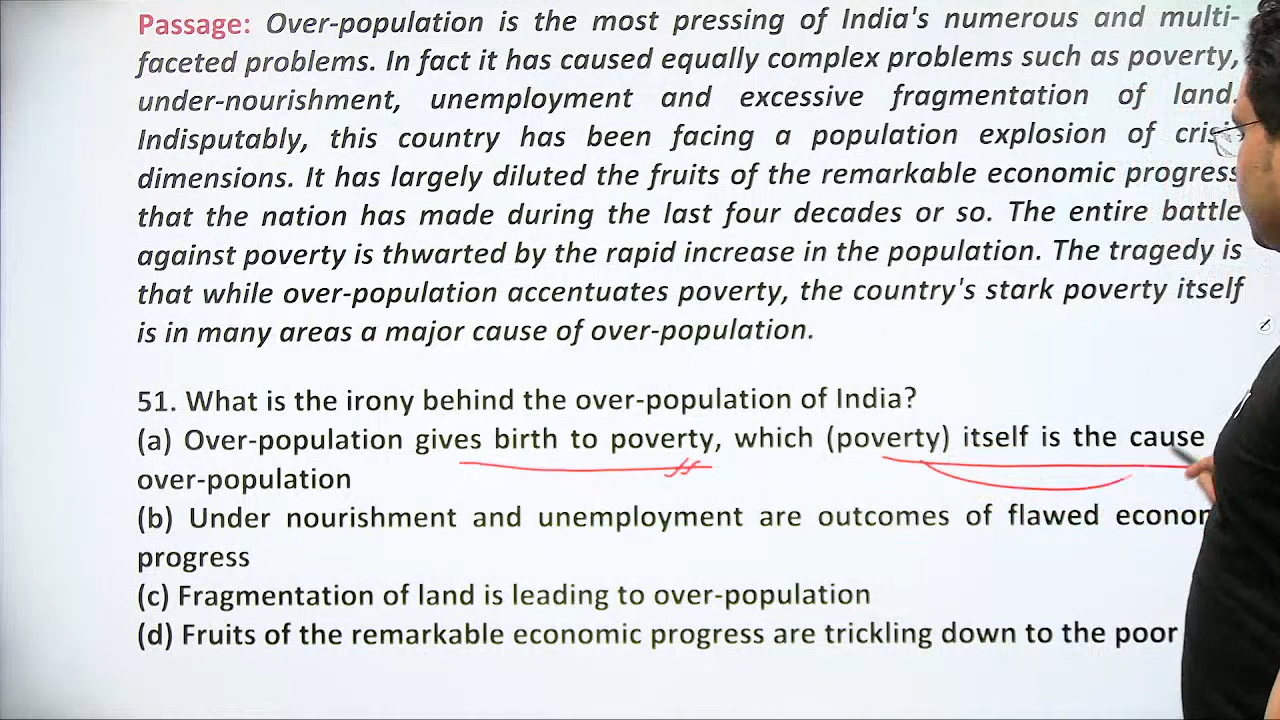 Passage: Over-population is the most pressing of India's numerous and multi-
faceted problems. In fact it has caused equally complex problems such as poverty,
under-nourishment, unemployment and excessive fragmentation of land.
Indisputably, this country has been facing a population explosion of
dimensions. It has largely diluted the fruits of the remarkable economic progress
that the nation has made during the last four decades or so. The entire battle
against poverty is thwarted by the rapid increase in the population. The tragedy is
that while over-population accentuates poverty, the country's stark poverty itself
is in many areas a major cause of over-population.
51. What is the irony behind the over-population of India?
(a) Over-population gives birth to poverty, which (poverty) itself is the cause
over-population
(b) Under nourishment and unemployment are outcomes of flawed
progress
(c) Fragmentation of land is leading to over-population
(d) Fruits of the remarkable economic progress are trickling down to the poor